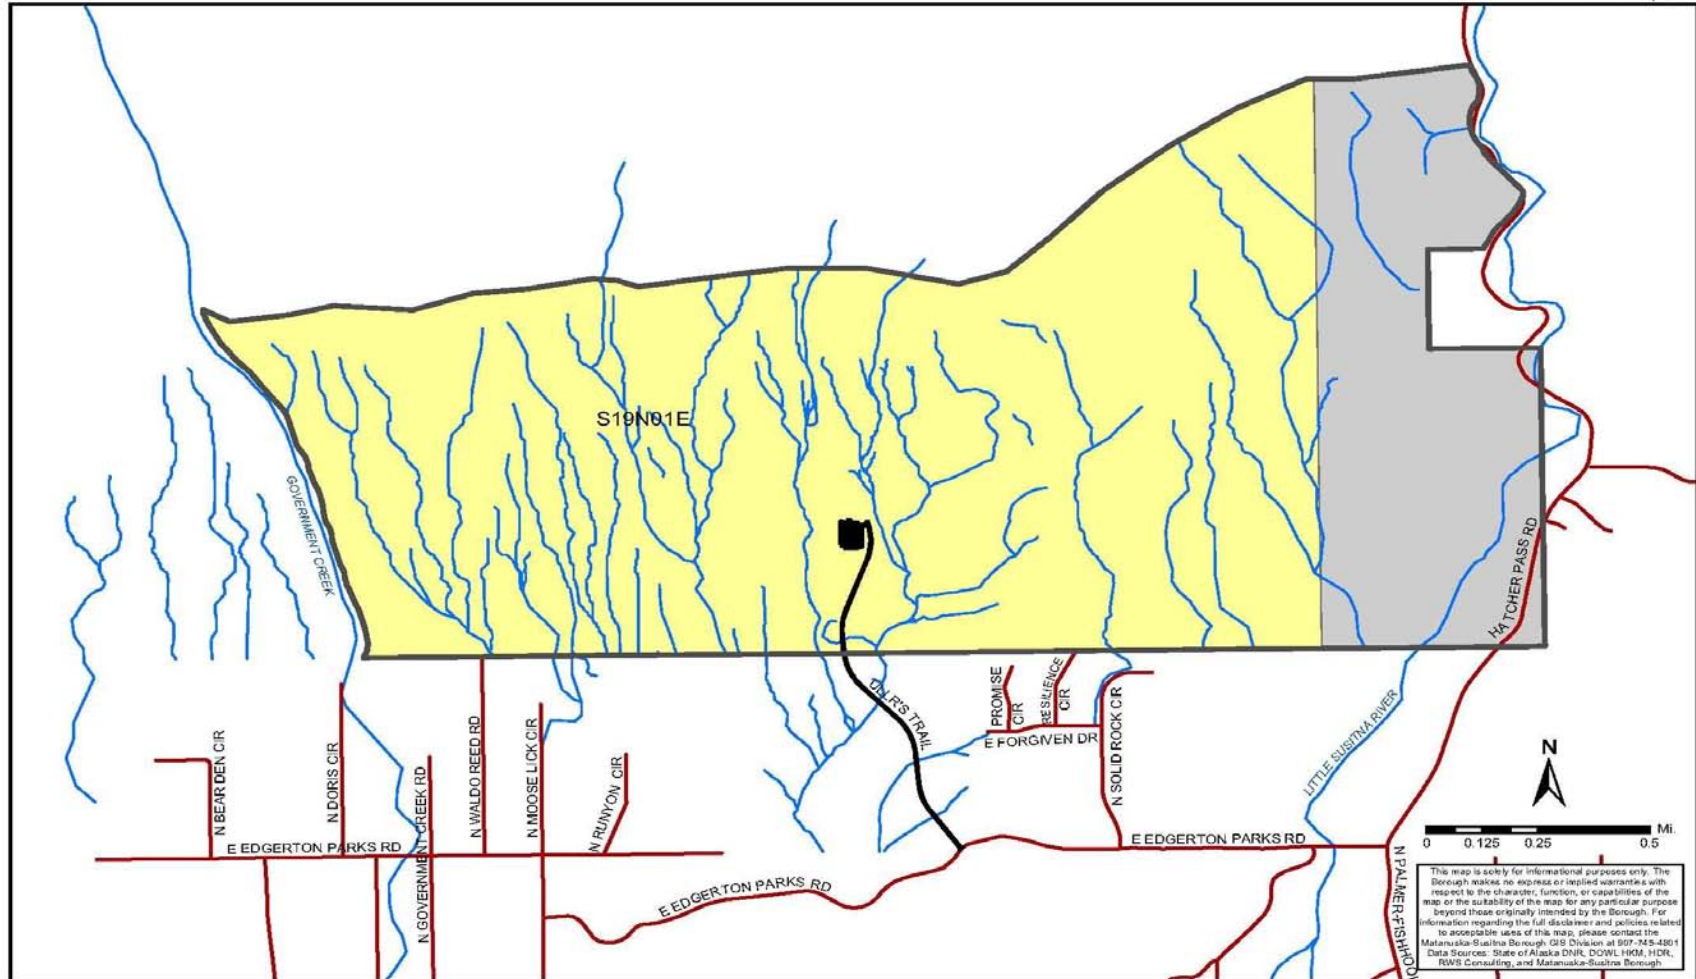 S19N01E
GOVERNMENT CREEK
HATCHER PASS RD
ULLR'S TRAIL
PROMISE
CIR
RESILIENCE
CIR
E FORGIVEN DR
N SOLID ROCK CIR
LITTLE SUSITNA RIVER
N
N BEAR DEN CIR
N DORIS CIR
N GOVERNMENT CREEK RD
N WALDO REED RD
N MOOSE LICK CIR
N RUNYON CIR
E EDGERTON PARKS RD
E EDGERTON PARKS RD
E EDGERTON PARKS RD
N PALMER-FISHHOO
Mi.
0 0.125 0.25 0.5
This map is solely for informational purposes only. The
Borough makes no express or implied warranties with
respect to the character, function, or capabilities of the
map or the suitability of the map for any particular purpose
beyond those originally intended by the Borough. For
information regarding the full disclaimer and policies related
to acceptable uses of this map, please contact the
Matanuska-Susitna Borough GIS Division at 907-745-4801
Data Sources: State of Alaska DNR, DOWL HKM, HDR,
RWS Consulting, and Matanuska-Susitna Borough